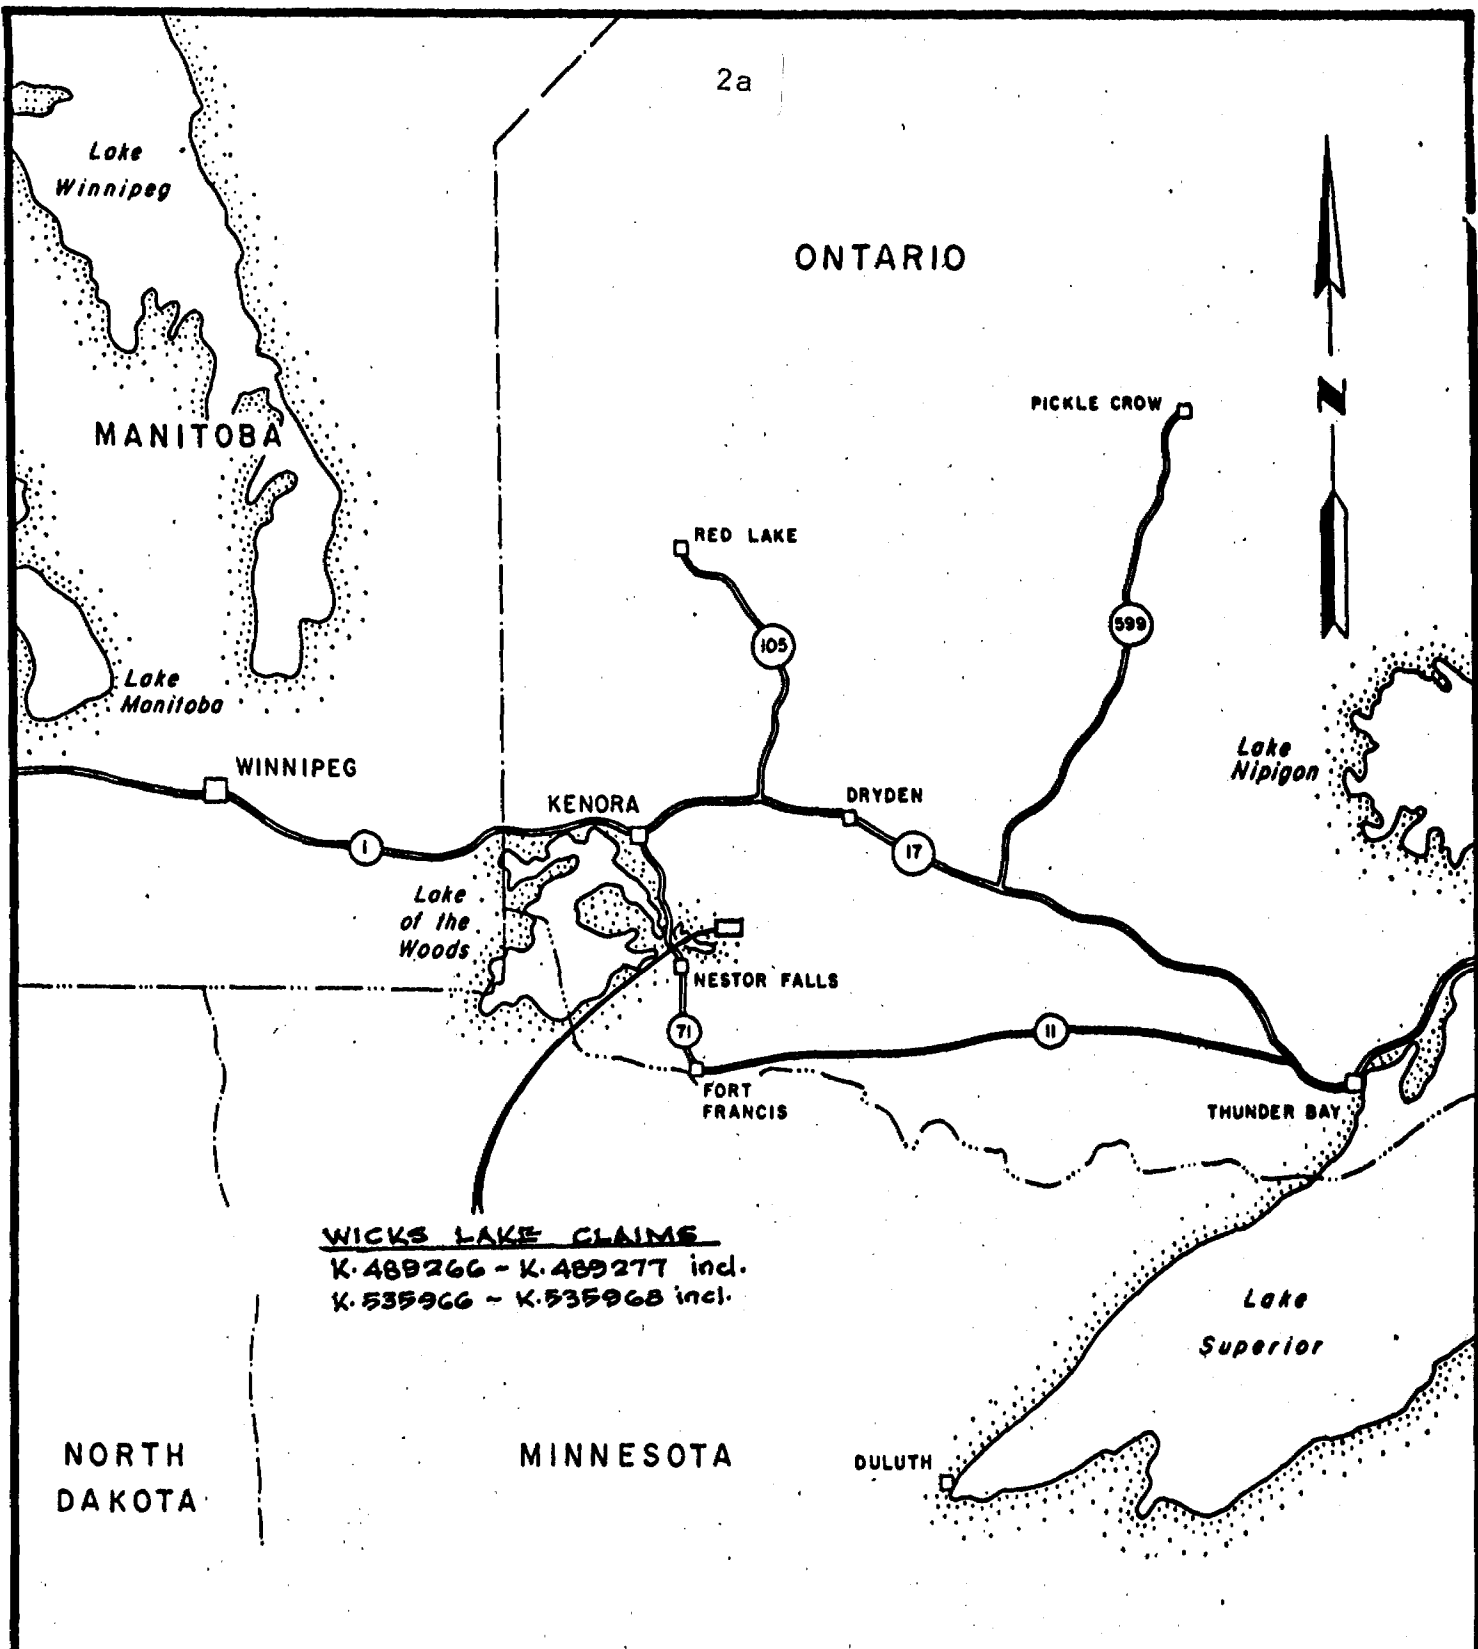 2a
Lake
Winnipeg
ONTARIO
N
PICKLE CROW
MANITOBA
RED LAKE
599
105
Lake
Manitoba
Lake
Nipigon
WINNIPEG
KENORA
DRYDEN
1
17
Lake
of the
Woods
NESTOR FALLS
71
11
FORT
FRANCIS
THUNDER BAY
WICKS LAKE CLAIMS
K.489266 - K.489277 incl.
K.535966 - K.535968 incl.
Lake
Superior
NORTH
DAKOTA
MINNESOTA
DULUTH